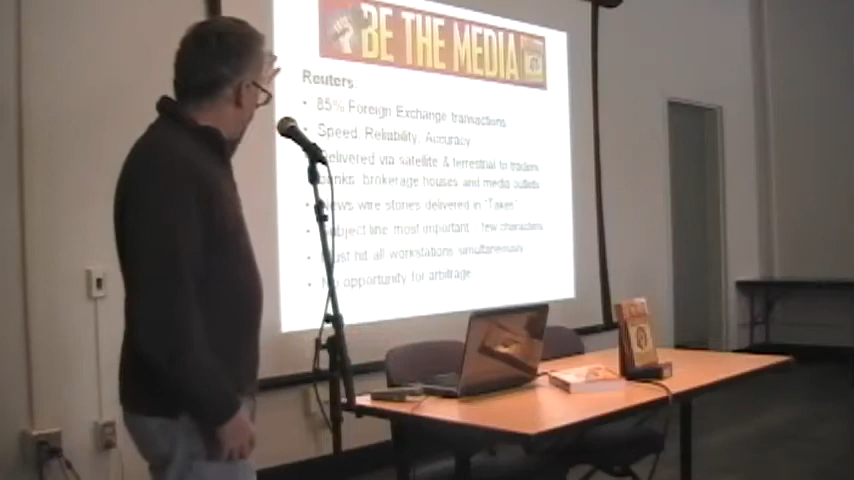 BE THE MEDIA
Reuters:
• 85% Foreign Exchange transactions
• Speed, Reliability, Accuracy
Delivered via satellite & terrestrial to traders
banks, brokerage houses and media outlets
News wire stories delivered in "Takes"
Subject line most important few characters
Must hit all workstations simultaneously
• No opportunity for arbitrage